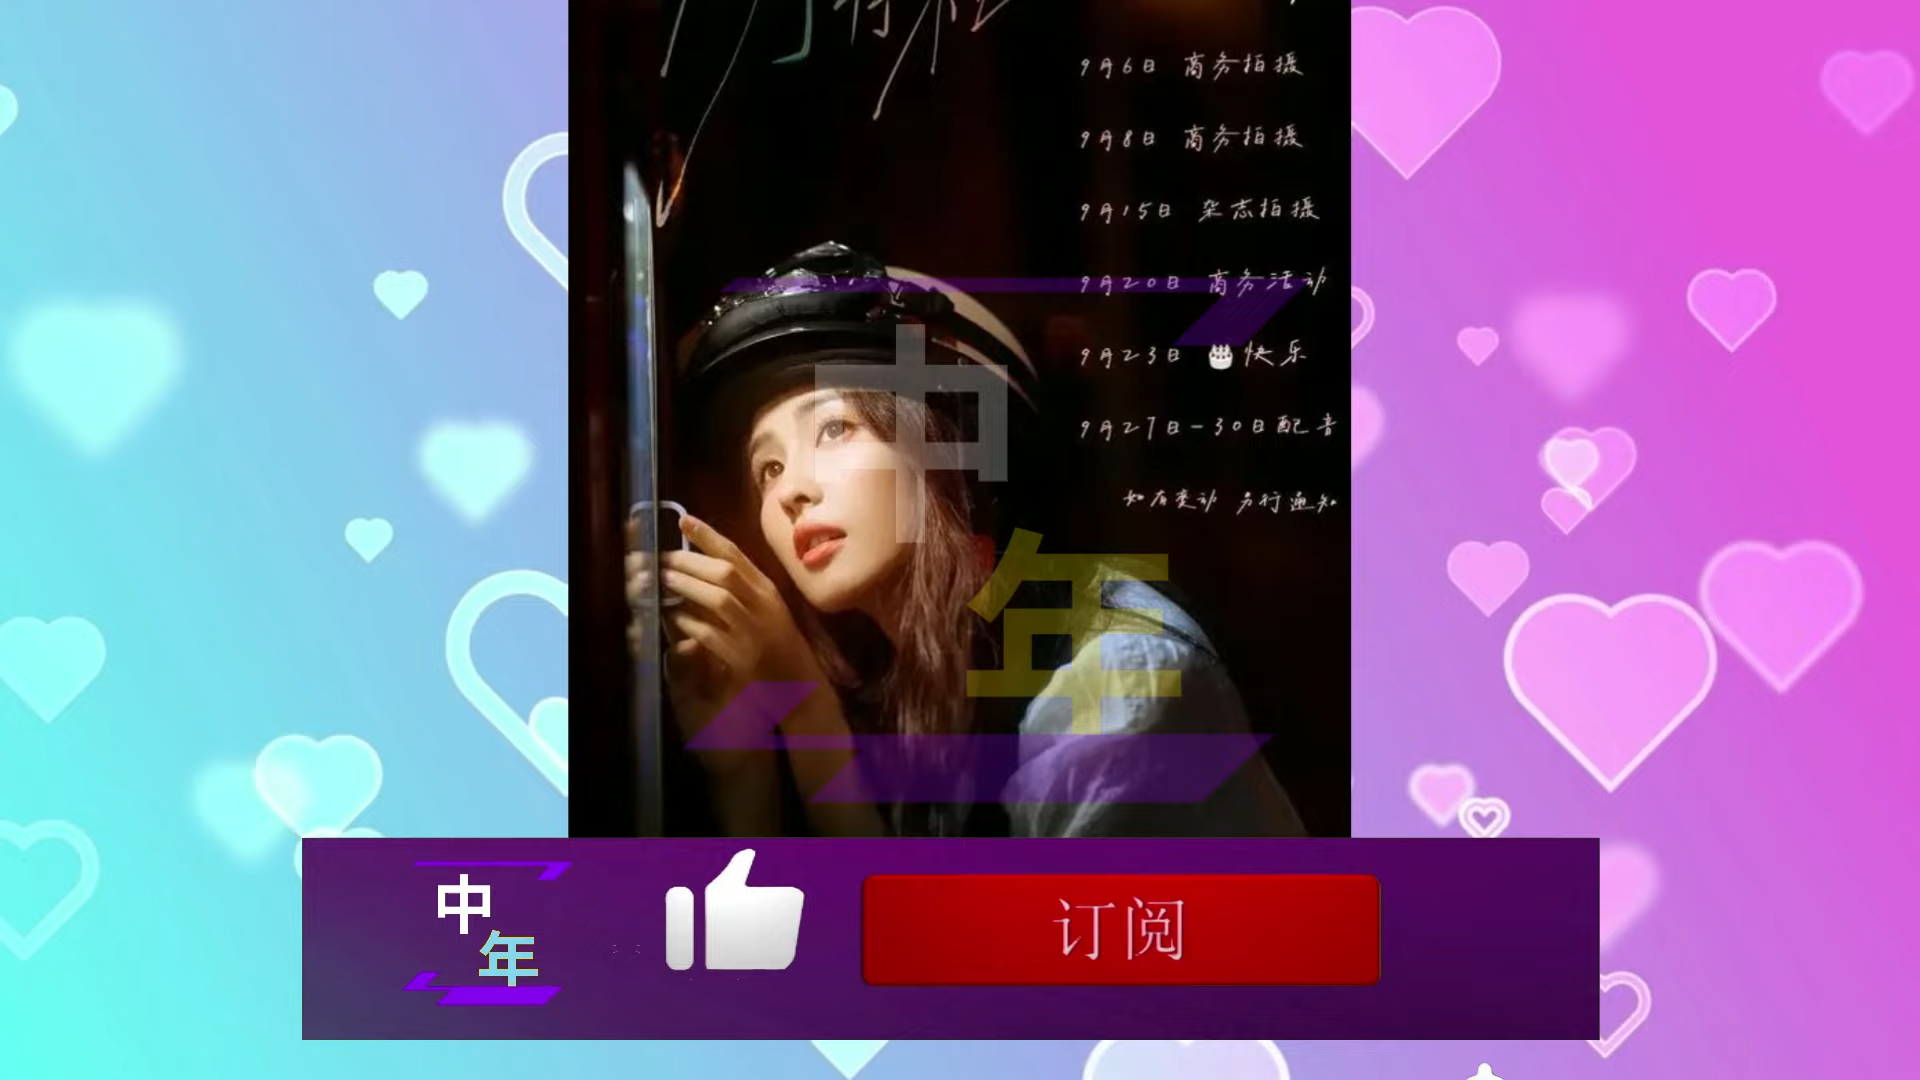 9月6日 商务拍摄
9月8日 商务拍摄
9月15日 杂志拍摄
9月20日 商务活动
9月23日 🎂快乐
9月27日-30日配音
如有变动 另行通知
中
年
中
年
订阅